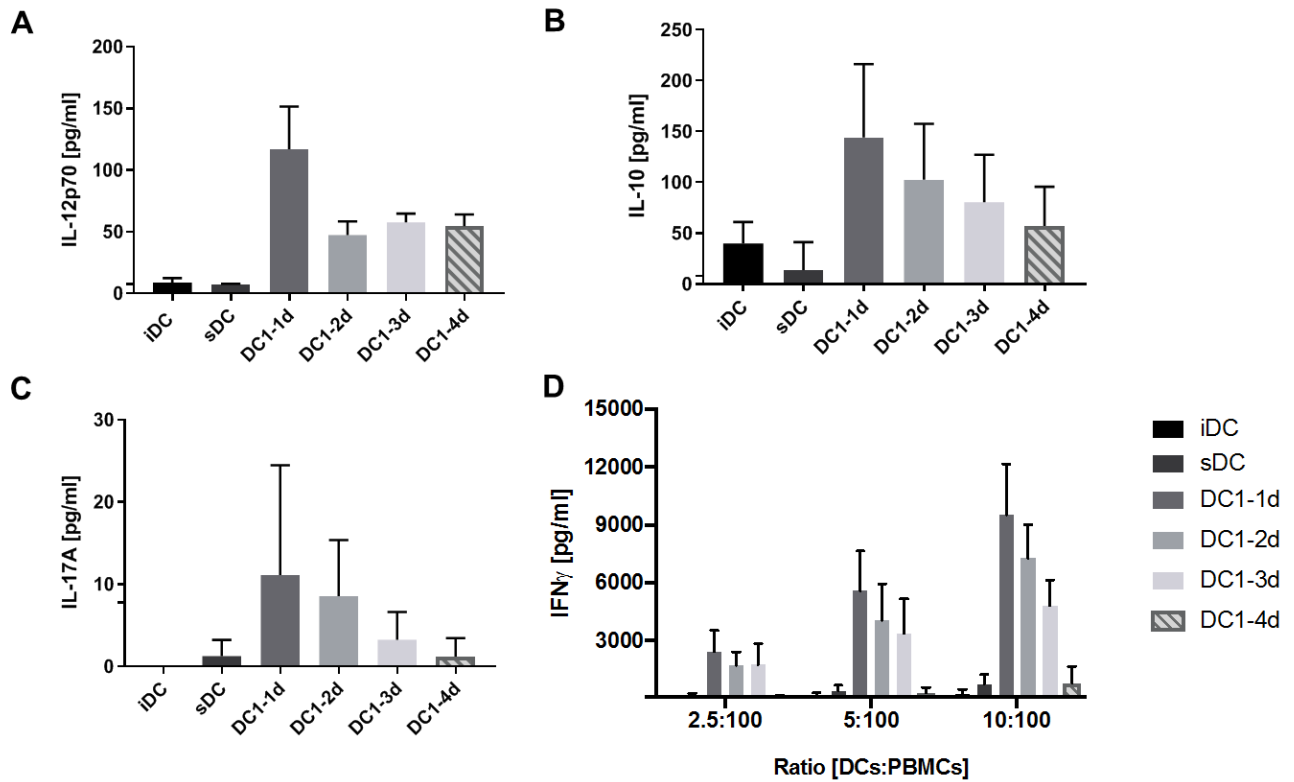 A
IL-12p70 [pg/ml]
200
150
100
50
0
iDC
sDC
DC1-1d
DC1-2d
DC1-3d
DC1-4d
B
IL-10 [pg/ml]
250
200
150
100
50
0
iDC
sDC
DC1-1d
DC1-2d
DC1-3d
DC1-4d
C
IL-17A [pg/ml]
30
20
10
0
iDC
sDC
DC1-1d
DC1-2d
DC1-3d
DC1-4d
D
IFNγ [pg/ml]
15000
12000
9000
6000
3000
2.5:100
5:100
10:100
Ratio [DCs:PBMCs]
iDC
sDC
DC1-1d
DC1-2d
DC1-3d
DC1-4d